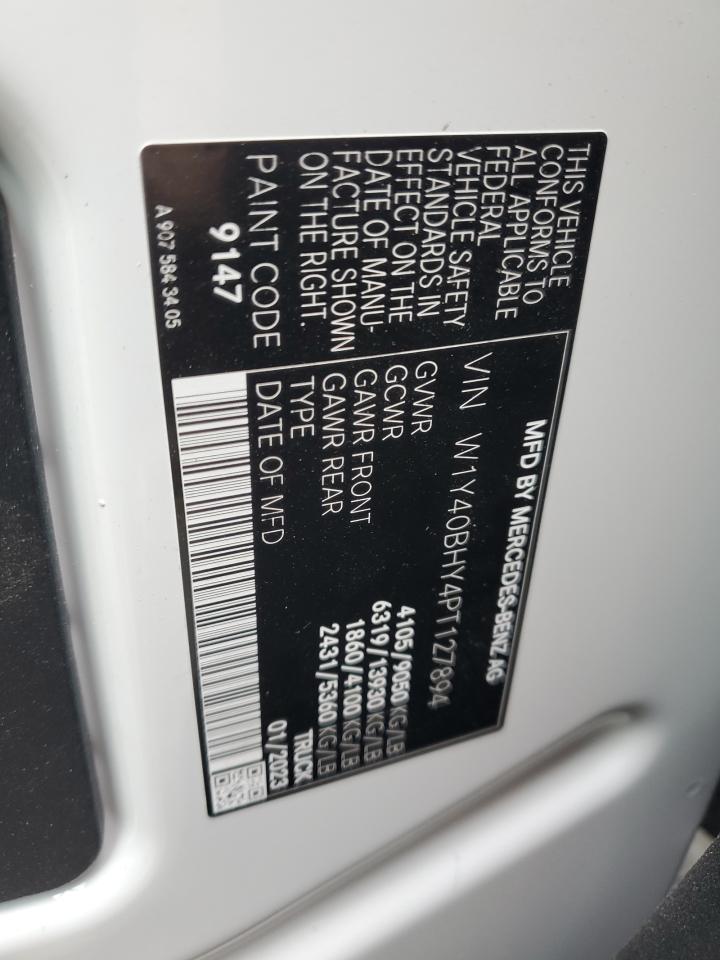 MFD BY MERCEDES-BENZ AG
THIS VEHICLE
CONFORMS TO
ALL APPLICABLE
FEDERAL
VEHICLE SAFETY
STANDARDS IN
EFFECT ON THE
DATE OF MANU-
FACTURE SHOWN
ON THE RIGHT.
PAINT CODE
9147
A 907 584 34 05
VIN W1Y40BHY4PT127894
GVWR 4105/9050 KG/LB
GCWR 6319/13930 KG/LB
GAWR FRONT 1860/4100 KG/LB
GAWR REAR 2431/5360 KG/LB
TYPE TRUCK
DATE OF MFD 01/2023